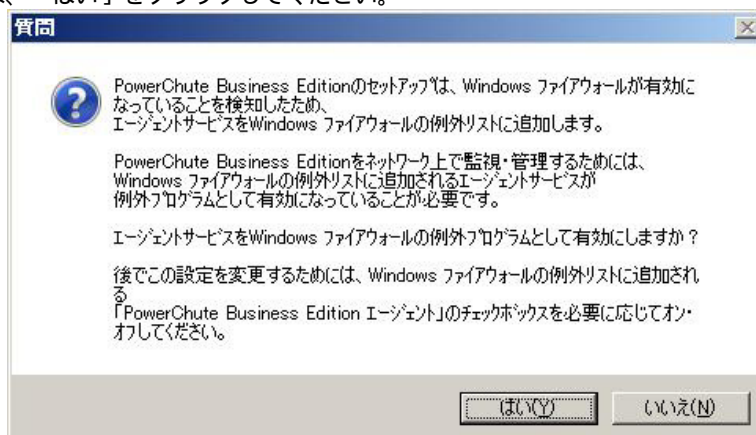 「はい」をクリックしてください。
質問
PowerChute Business Editionのセットアップは、Windows ファイアウォールが有効に
なっていることを検知したため、
エージェントサービスをWindows ファイアウォールの例外リストに追加します。
PowerChute Business Editionをネットワーク上で監視・管理するためには、
Windows ファイアウォールの例外リストに追加されるエージェントサービスが
例外プログラムとして有効になっていることが必要です。
エージェントサービスをWindows ファイアウォールの例外プログラムとして有効にしますか？
後でこの設定を変更するためには、Windows ファイアウォールの例外リストに追加され
る
「PowerChute Business Edition エージェント」のチェックボックスを必要に応じてオン・
オフしてください。
はい(Y)
いいえ(N)